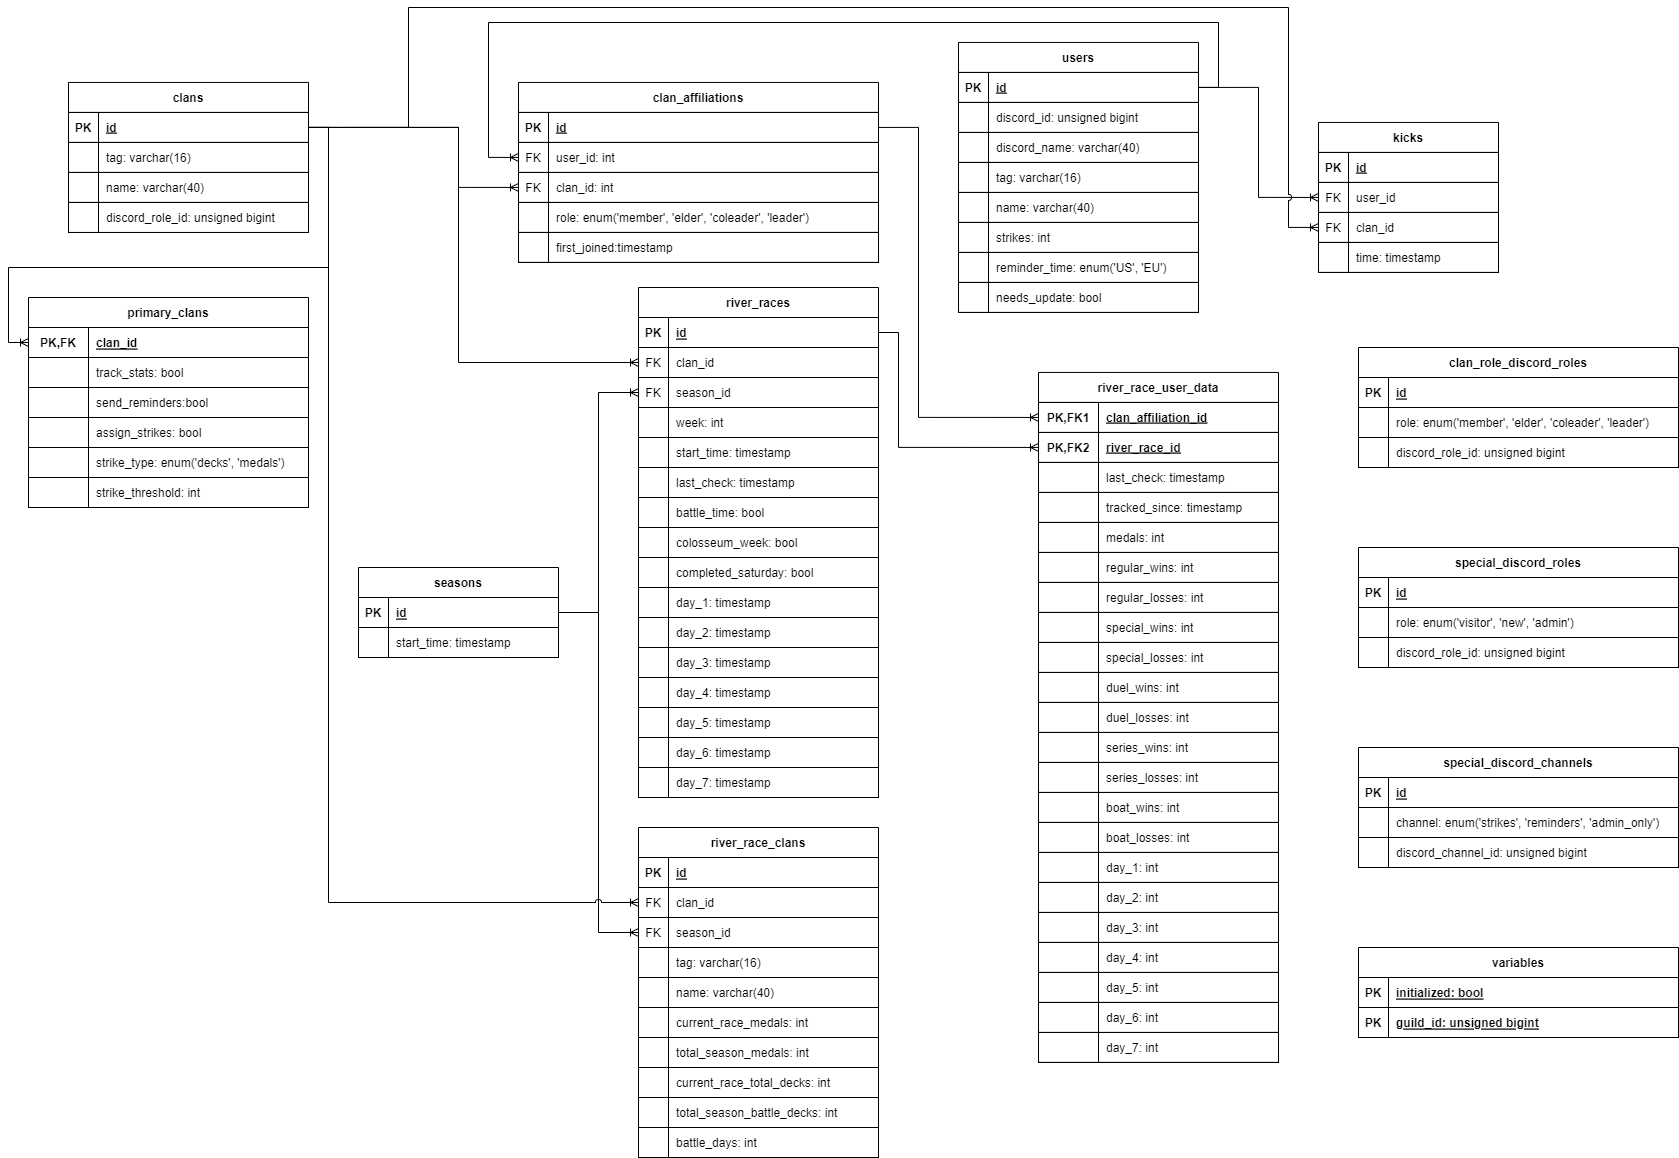 clans
PK id
tag: varchar(16)
name: varchar(40)
discord_role_id: unsigned bigint
clan_affiliations
PK id
FK user_id: int
FK clan_id: int
role: enum('member', 'elder', 'coleader', 'leader')
first_joined:timestamp
users
PK id
discord_id: unsigned bigint
discord_name: varchar(40)
tag: varchar(16)
name: varchar(40)
strikes: int
reminder_time: enum('US', 'EU')
needs_update: bool
kicks
PK id
FK user_id
FK clan_id
time: timestamp
primary_clans
PK,FK clan_id
track_stats: bool
send_reminders:bool
assign_strikes: bool
strike_type: enum('decks', 'medals')
strike_threshold: int
river_races
PK id
FK clan_id
FK season_id
week: int
start_time: timestamp
last_check: timestamp
battle_time: bool
colosseum_week: bool
completed_saturday: bool
day_1: timestamp
day_2: timestamp
day_3: timestamp
day_4: timestamp
day_5: timestamp
day_6: timestamp
day_7: timestamp
seasons
PK id
start_time: timestamp
river_race_clans
PK id
FK clan_id
FK season_id
tag: varchar(16)
name: varchar(40)
current_race_medals: int
total_season_medals: int
current_race_total_decks: int
total_season_battle_decks: int
battle_days: int
river_race_user_data
PK,FK1 clan_affiliation_id
PK,FK2 river_race_id
last_check: timestamp
tracked_since: timestamp
medals: int
regular_wins: int
regular_losses: int
special_wins: int
special_losses: int
duel_wins: int
duel_losses: int
series_wins: int
series_losses: int
boat_wins: int
boat_losses: int
day_1: int
day_2: int
day_3: int
day_4: int
day_5: int
day_6: int
day_7: int
clan_role_discord_roles
PK id
role: enum('member', 'elder', 'coleader', 'leader')
discord_role_id: unsigned bigint
special_discord_roles
PK id
role: enum('visitor', 'new', 'admin')
discord_role_id: unsigned bigint
special_discord_channels
PK id
channel: enum('strikes', 'reminders', 'admin_only')
discord_channel_id: unsigned bigint
variables
PK initialized: bool
PK guild_id: unsigned bigint